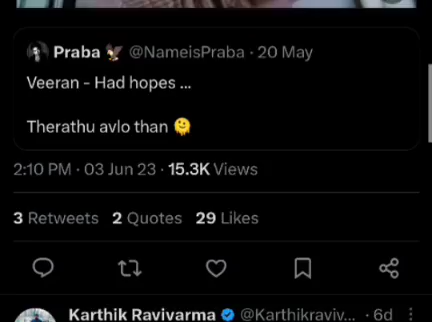 Praba 🦅 @NameisPraba · 20 May
Veeran - Had hopes ...
Therathu avlo than 🫠
2:10 PM · 03 Jun 23 · 15.3K Views
3 Retweets 2 Quotes 29 Likes
Karthik Ravivarma @Karthikraviv... · 6d